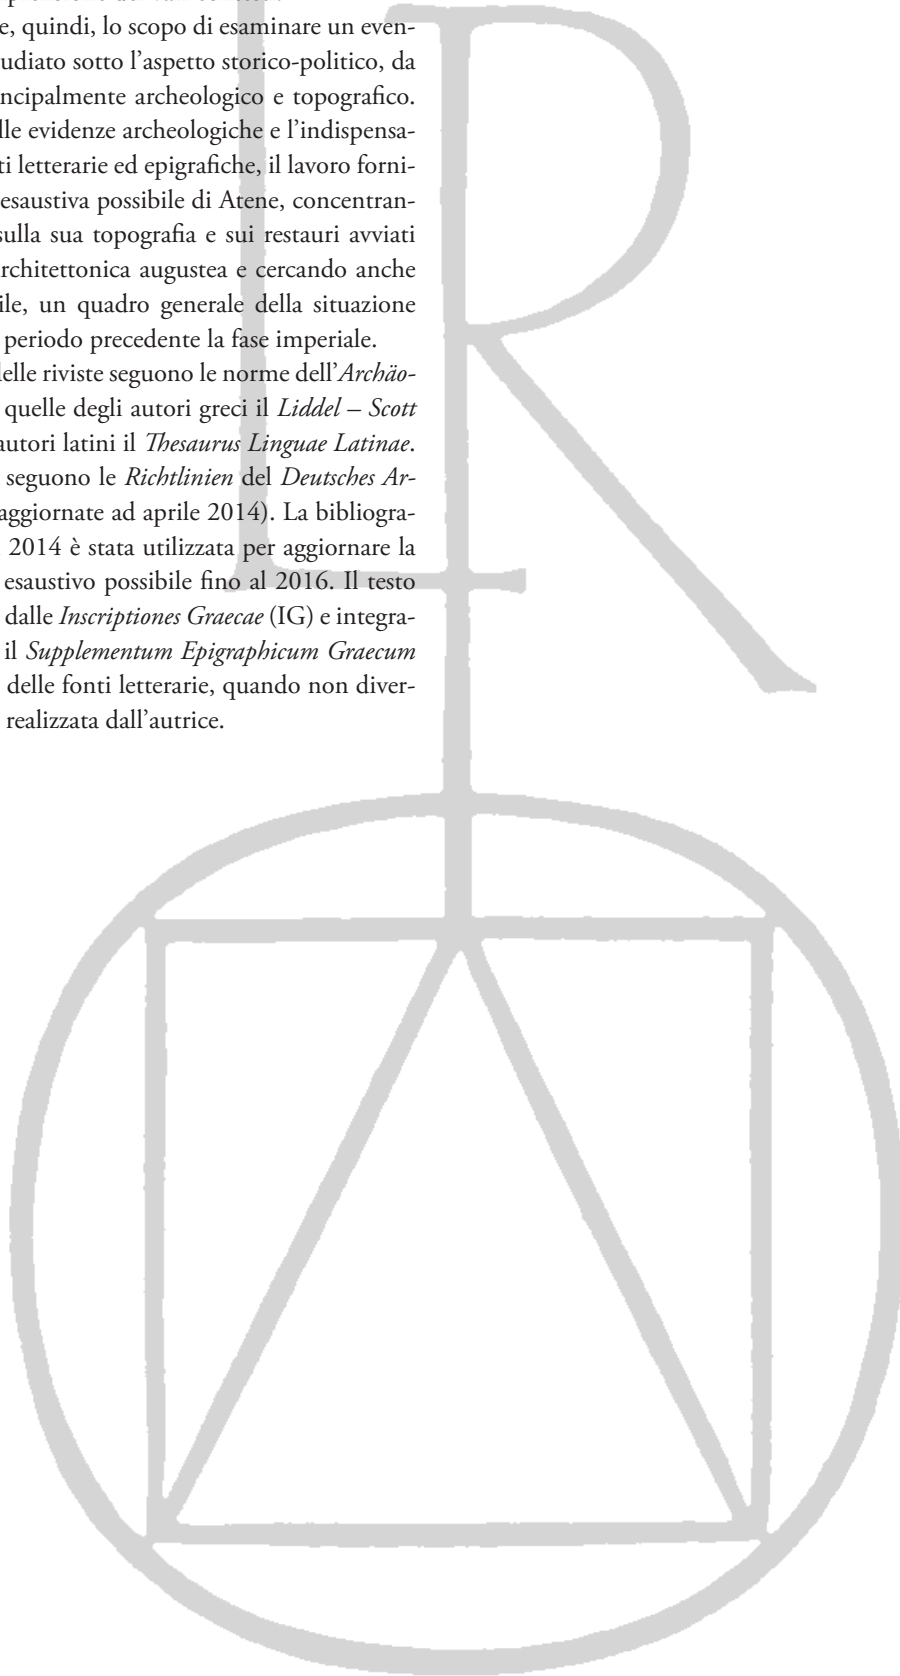 e, quindi, lo scopo di esaminare un even-
udiato sotto l’aspetto storico-politico, da
ncipalmente archeologico e topografico.
lle evidenze archeologiche e l’indispensa-
ti letterarie ed epigrafiche, il lavoro forni-
esaustiva possibile di Atene, concentran-
sulla sua topografia e sui restauri avviati
rchitettonica augustea e cercando anche
ile, un quadro generale della situazione
periodo precedente la fase imperiale.
elle riviste seguono le norme dell’Archäo-
quelle degli autori greci il Liddel – Scott
autori latini il Thesaurus Linguae Latinae.
seguono le Richtlinien del Deutsches Ar-
aggiornate ad aprile 2014). La bibliogra-
2014 è stata utilizzata per aggiornare la
esaustivo possibile fino al 2016. Il testo
dalle Inscriptiones Graecae (IG) e integra-
il Supplementum Epigraphicum Graecum
delle fonti letterarie, quando non diver-
realizzata dall’autrice.